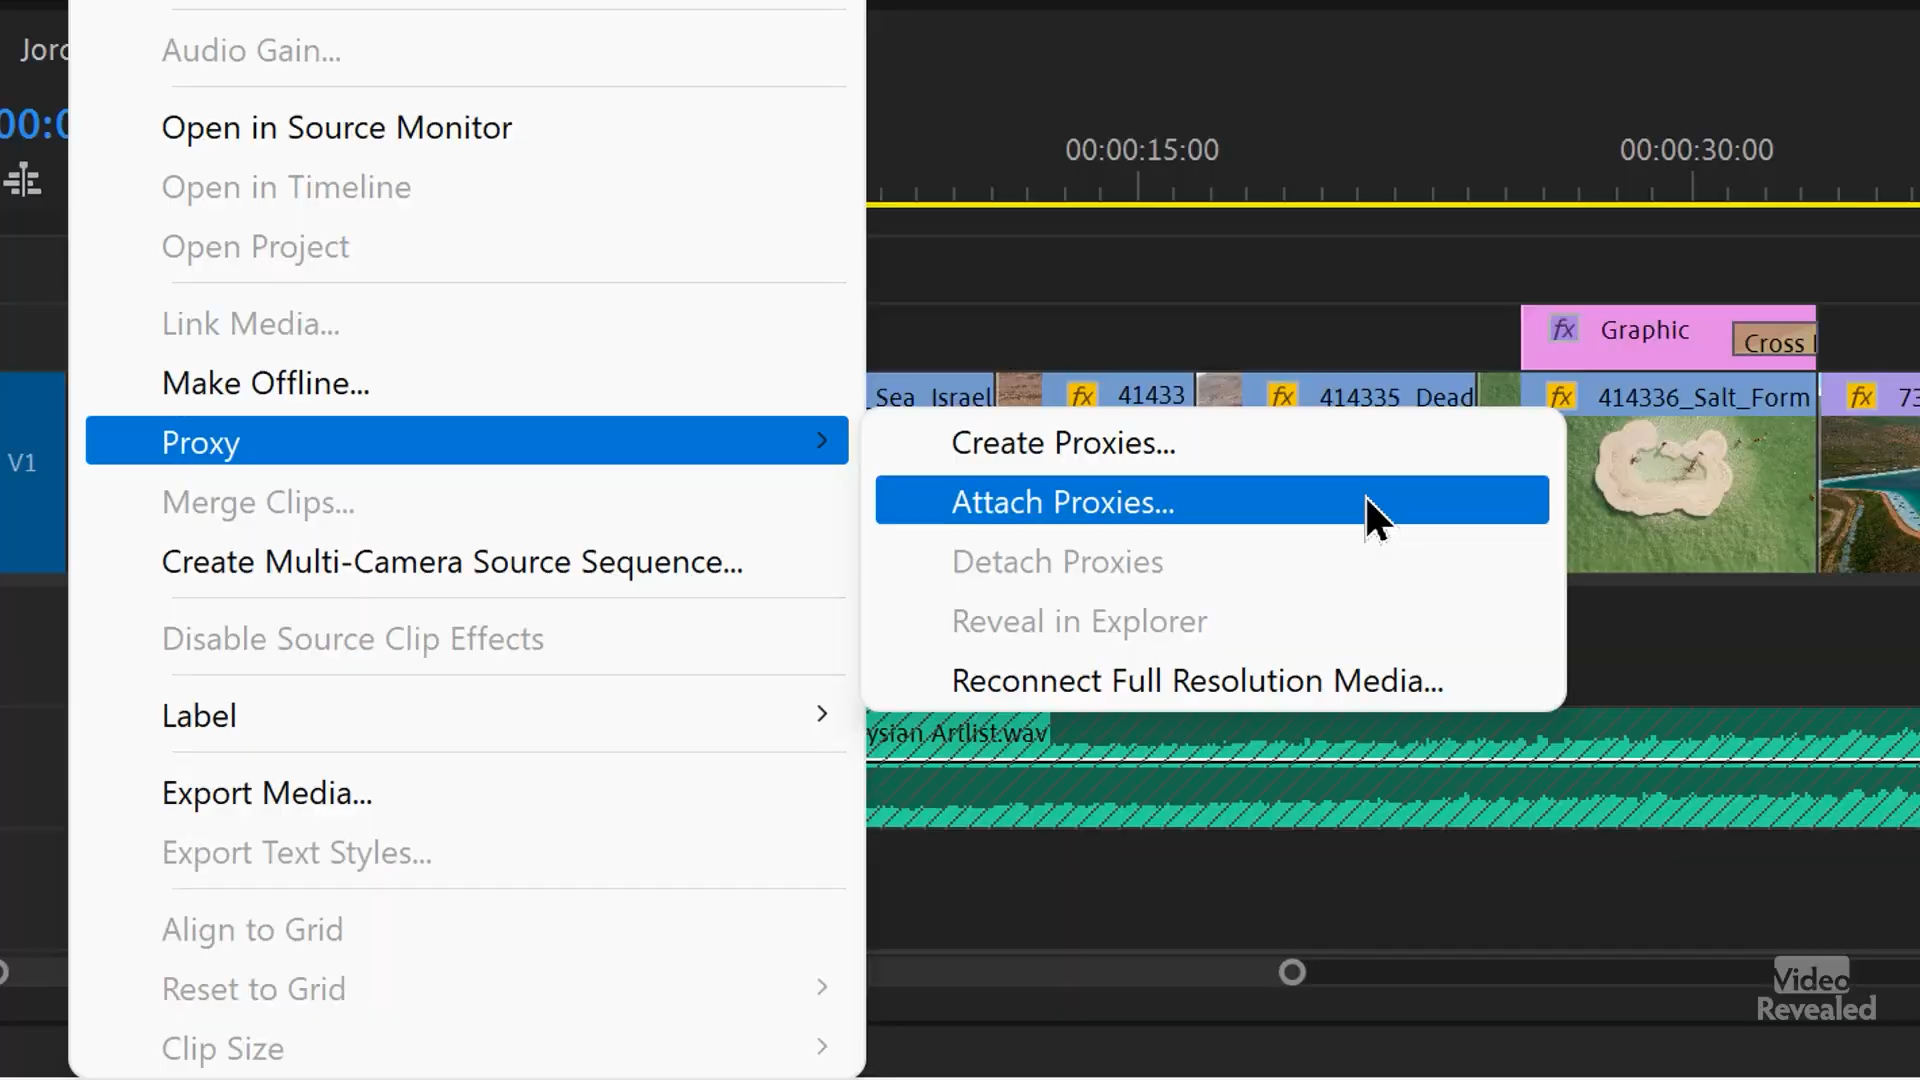 Audio Gain...
Open in Source Monitor
Open in Timeline
Open Project
Link Media...
Make Offline...
Proxy
Merge Clips...
Create Multi-Camera Source Sequence...
Disable Source Clip Effects
Label
Export Media...
Export Text Styles...
Align to Grid
Reset to Grid
Clip Size
Create Proxies...
Attach Proxies...
Detach Proxies
Reveal in Explorer
Reconnect Full Resolution Media...
Jorc
00:0
V1
00:00:15:00
00:00:30:00
fx Graphic
Cross
Sea Israel
fx 41433
fx 414335_Dead
fx 414336_Salt_Form
fx 73
ysian Artlist.wav
Video
Revealed